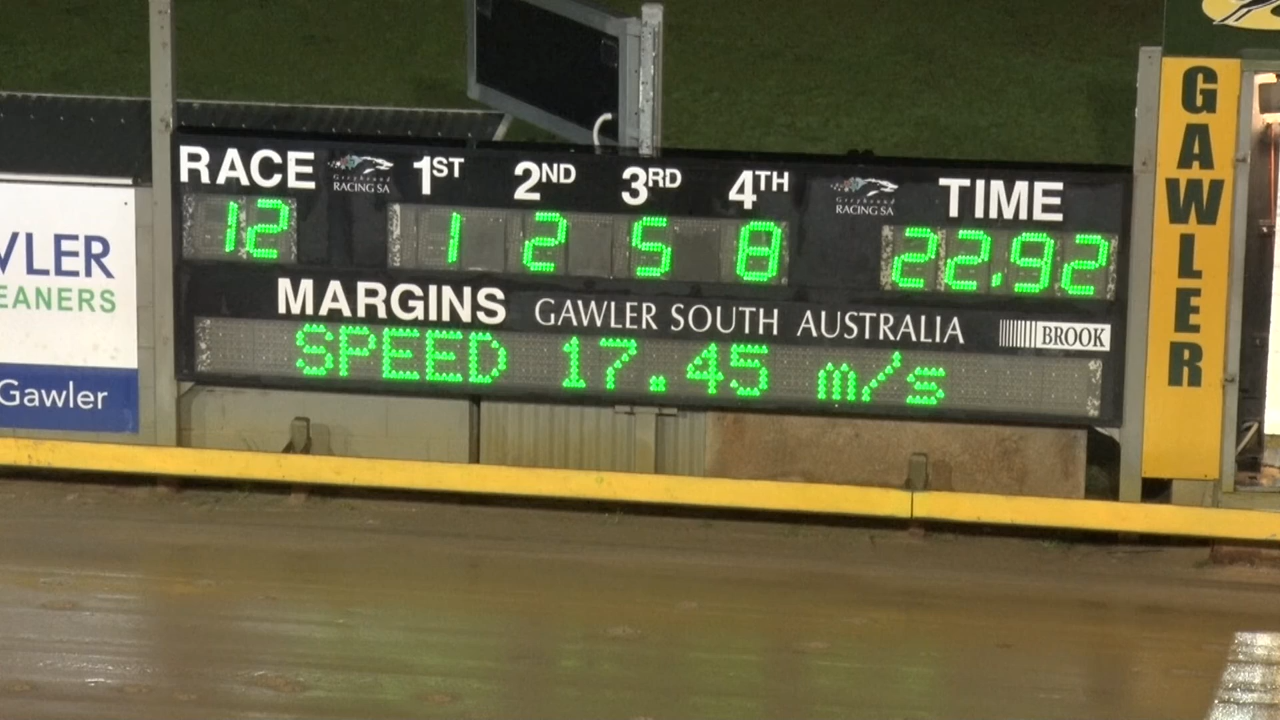 RACE
Greyhound
RACING SA
1ST
2ND
3RD
4TH
Greyhound
RACING SA
TIME
12
1
2
5
8
22.92
MARGINS
GAWLER SOUTH AUSTRALIA
BROOK
SPEED 17.45 m/s
WLER
EANERS
Gawler
GAWLER